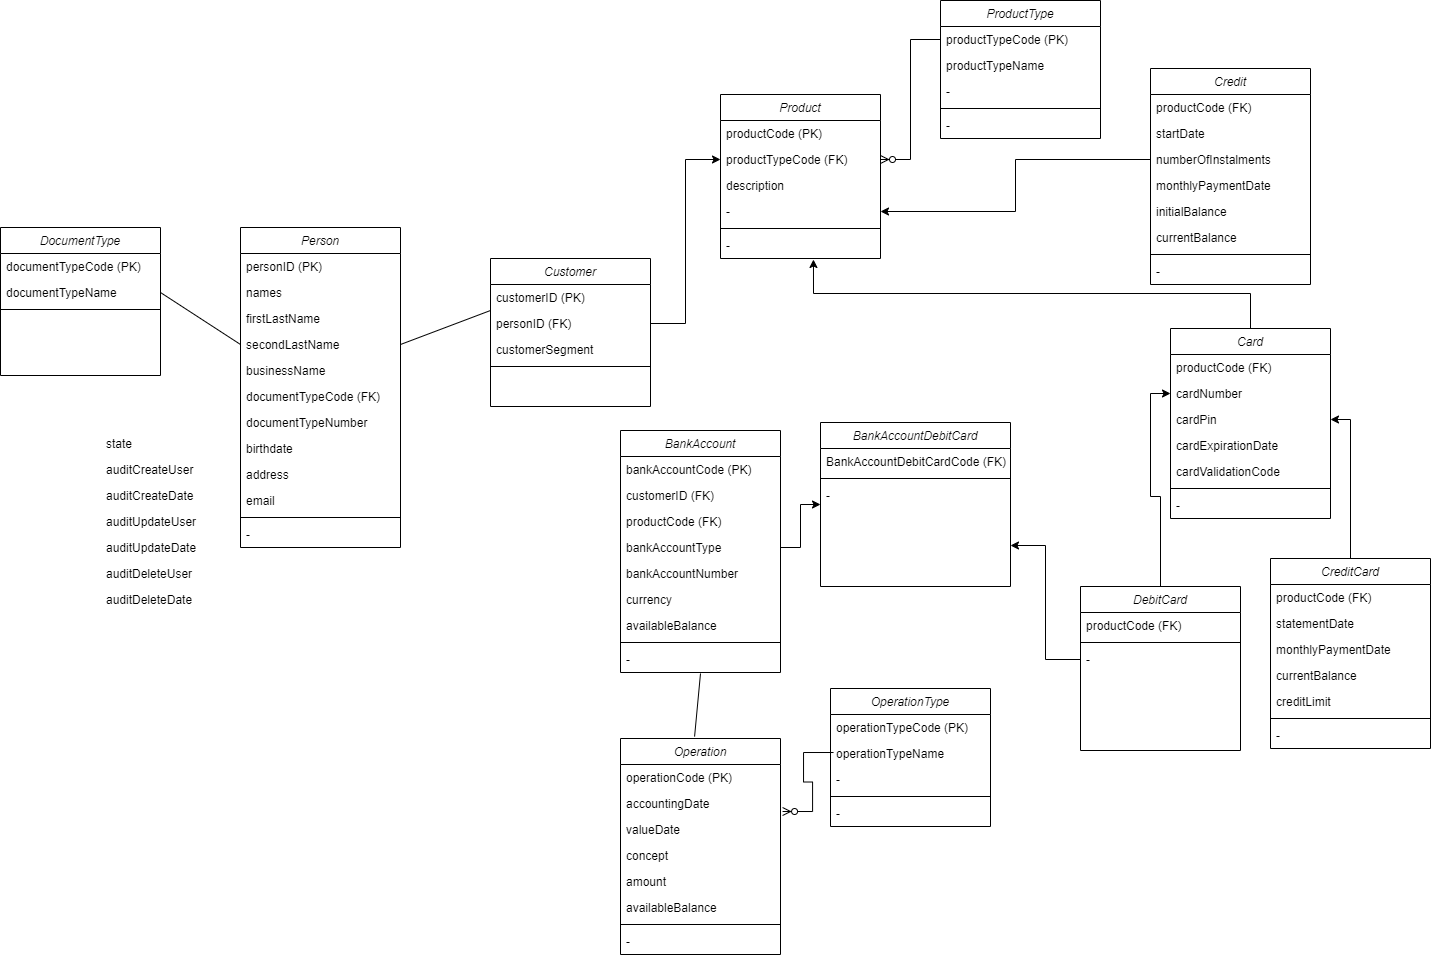 ProductType
productTypeCode (PK)
productTypeName
-
-
Credit
productCode (FK)
startDate
numberOfInstalments
monthlyPaymentDate
initialBalance
currentBalance
-
Product
productCode (PK)
productTypeCode (FK)
description
-
-
DocumentType
documentTypeCode (PK)
documentTypeName
Person
personID (PK)
names
firstLastName
secondLastName
businessName
documentTypeCode (FK)
documentTypeNumber
birthdate
address
email
-
Customer
customerID (PK)
personID (FK)
customerSegment
Card
productCode (FK)
cardNumber
cardPin
cardExpirationDate
cardValidationCode
-
state
auditCreateUser
auditCreateDate
auditUpdateUser
auditUpdateDate
auditDeleteUser
auditDeleteDate
BankAccount
bankAccountCode (PK)
customerID (FK)
productCode (FK)
bankAccountType
bankAccountNumber
currency
availableBalance
-
BankAccountDebitCard
BankAccountDebitCardCode (FK)
-
DebitCard
productCode (FK)
-
CreditCard
productCode (FK)
statementDate
monthlyPaymentDate
currentBalance
creditLimit
-
OperationType
operationTypeCode (PK)
operationTypeName
-
-
Operation
operationCode (PK)
accountingDate
valueDate
concept
amount
availableBalance
-